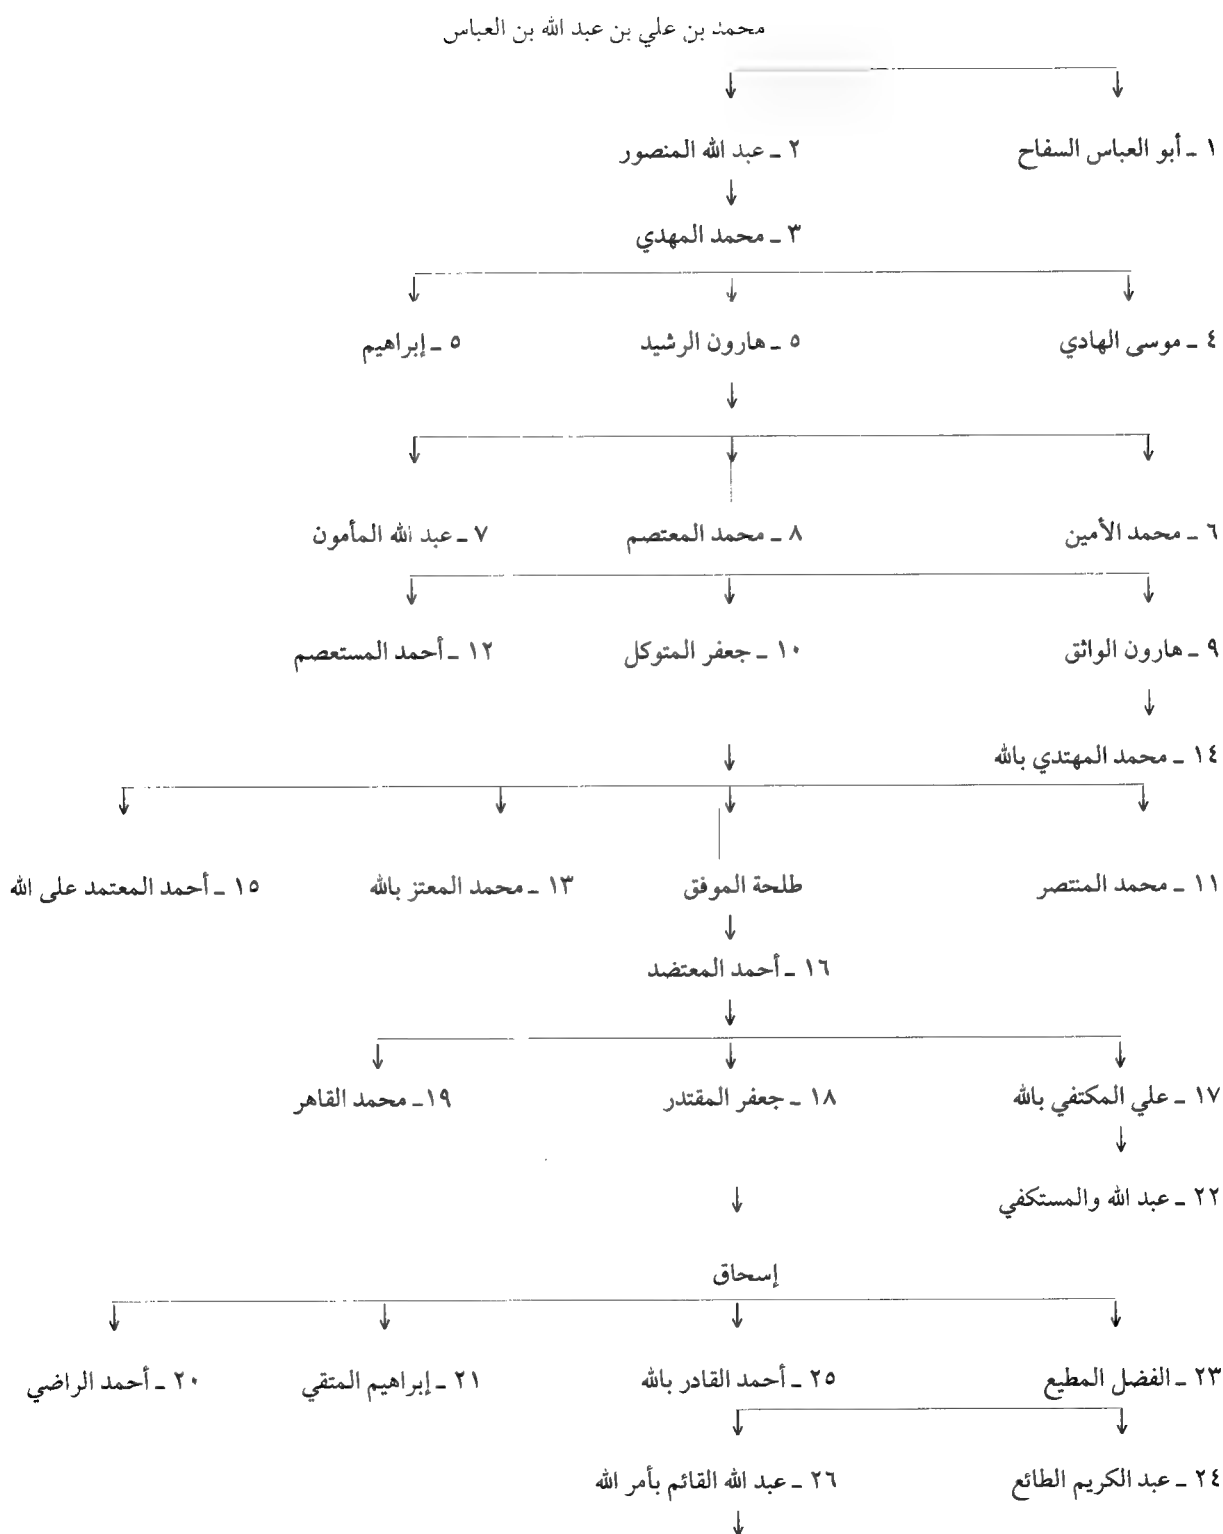 محمد بن علي بن عبد الله بن العباس
١ ـ أبو العباس السفاح ٢ ـ عبد الله المنصور
٣ ـ محمد المهدي
٤ ـ موسى الهادي ٥ ـ هارون الرشيد ٥ ـ إبراهيم
٦ ـ محمد الأمين ٨ ـ محمد المعتصم ٧ ـ عبد الله المأمون
٩ ـ هارون الواثق ١٠ ـ جعفر المتوكل ١٢ ـ أحمد المستعصم
١٤ ـ محمد المهتدي بالله
١١ ـ محمد المنتصر طلحة الموفق ١٣ ـ محمد المعتز بالله ١٥ ـ أحمد المعتمد على الله
١٦ ـ أحمد المعتضد
١٧ ـ علي المكتفي بالله ١٨ ـ جعفر المقتدر ١٩ـ محمد القاهر
٢٢ ـ عبد الله والمستكفي
إسحاق
٢٣ ـ الفضل المطيع ٢٥ ـ أحمد القادر بالله ٢١ ـ إبراهيم المتقي ٢٠ ـ أحمد الراضي
٢٤ ـ عبد الكريم الطائع ٢٦ ـ عبد الله القائم بأمر الله